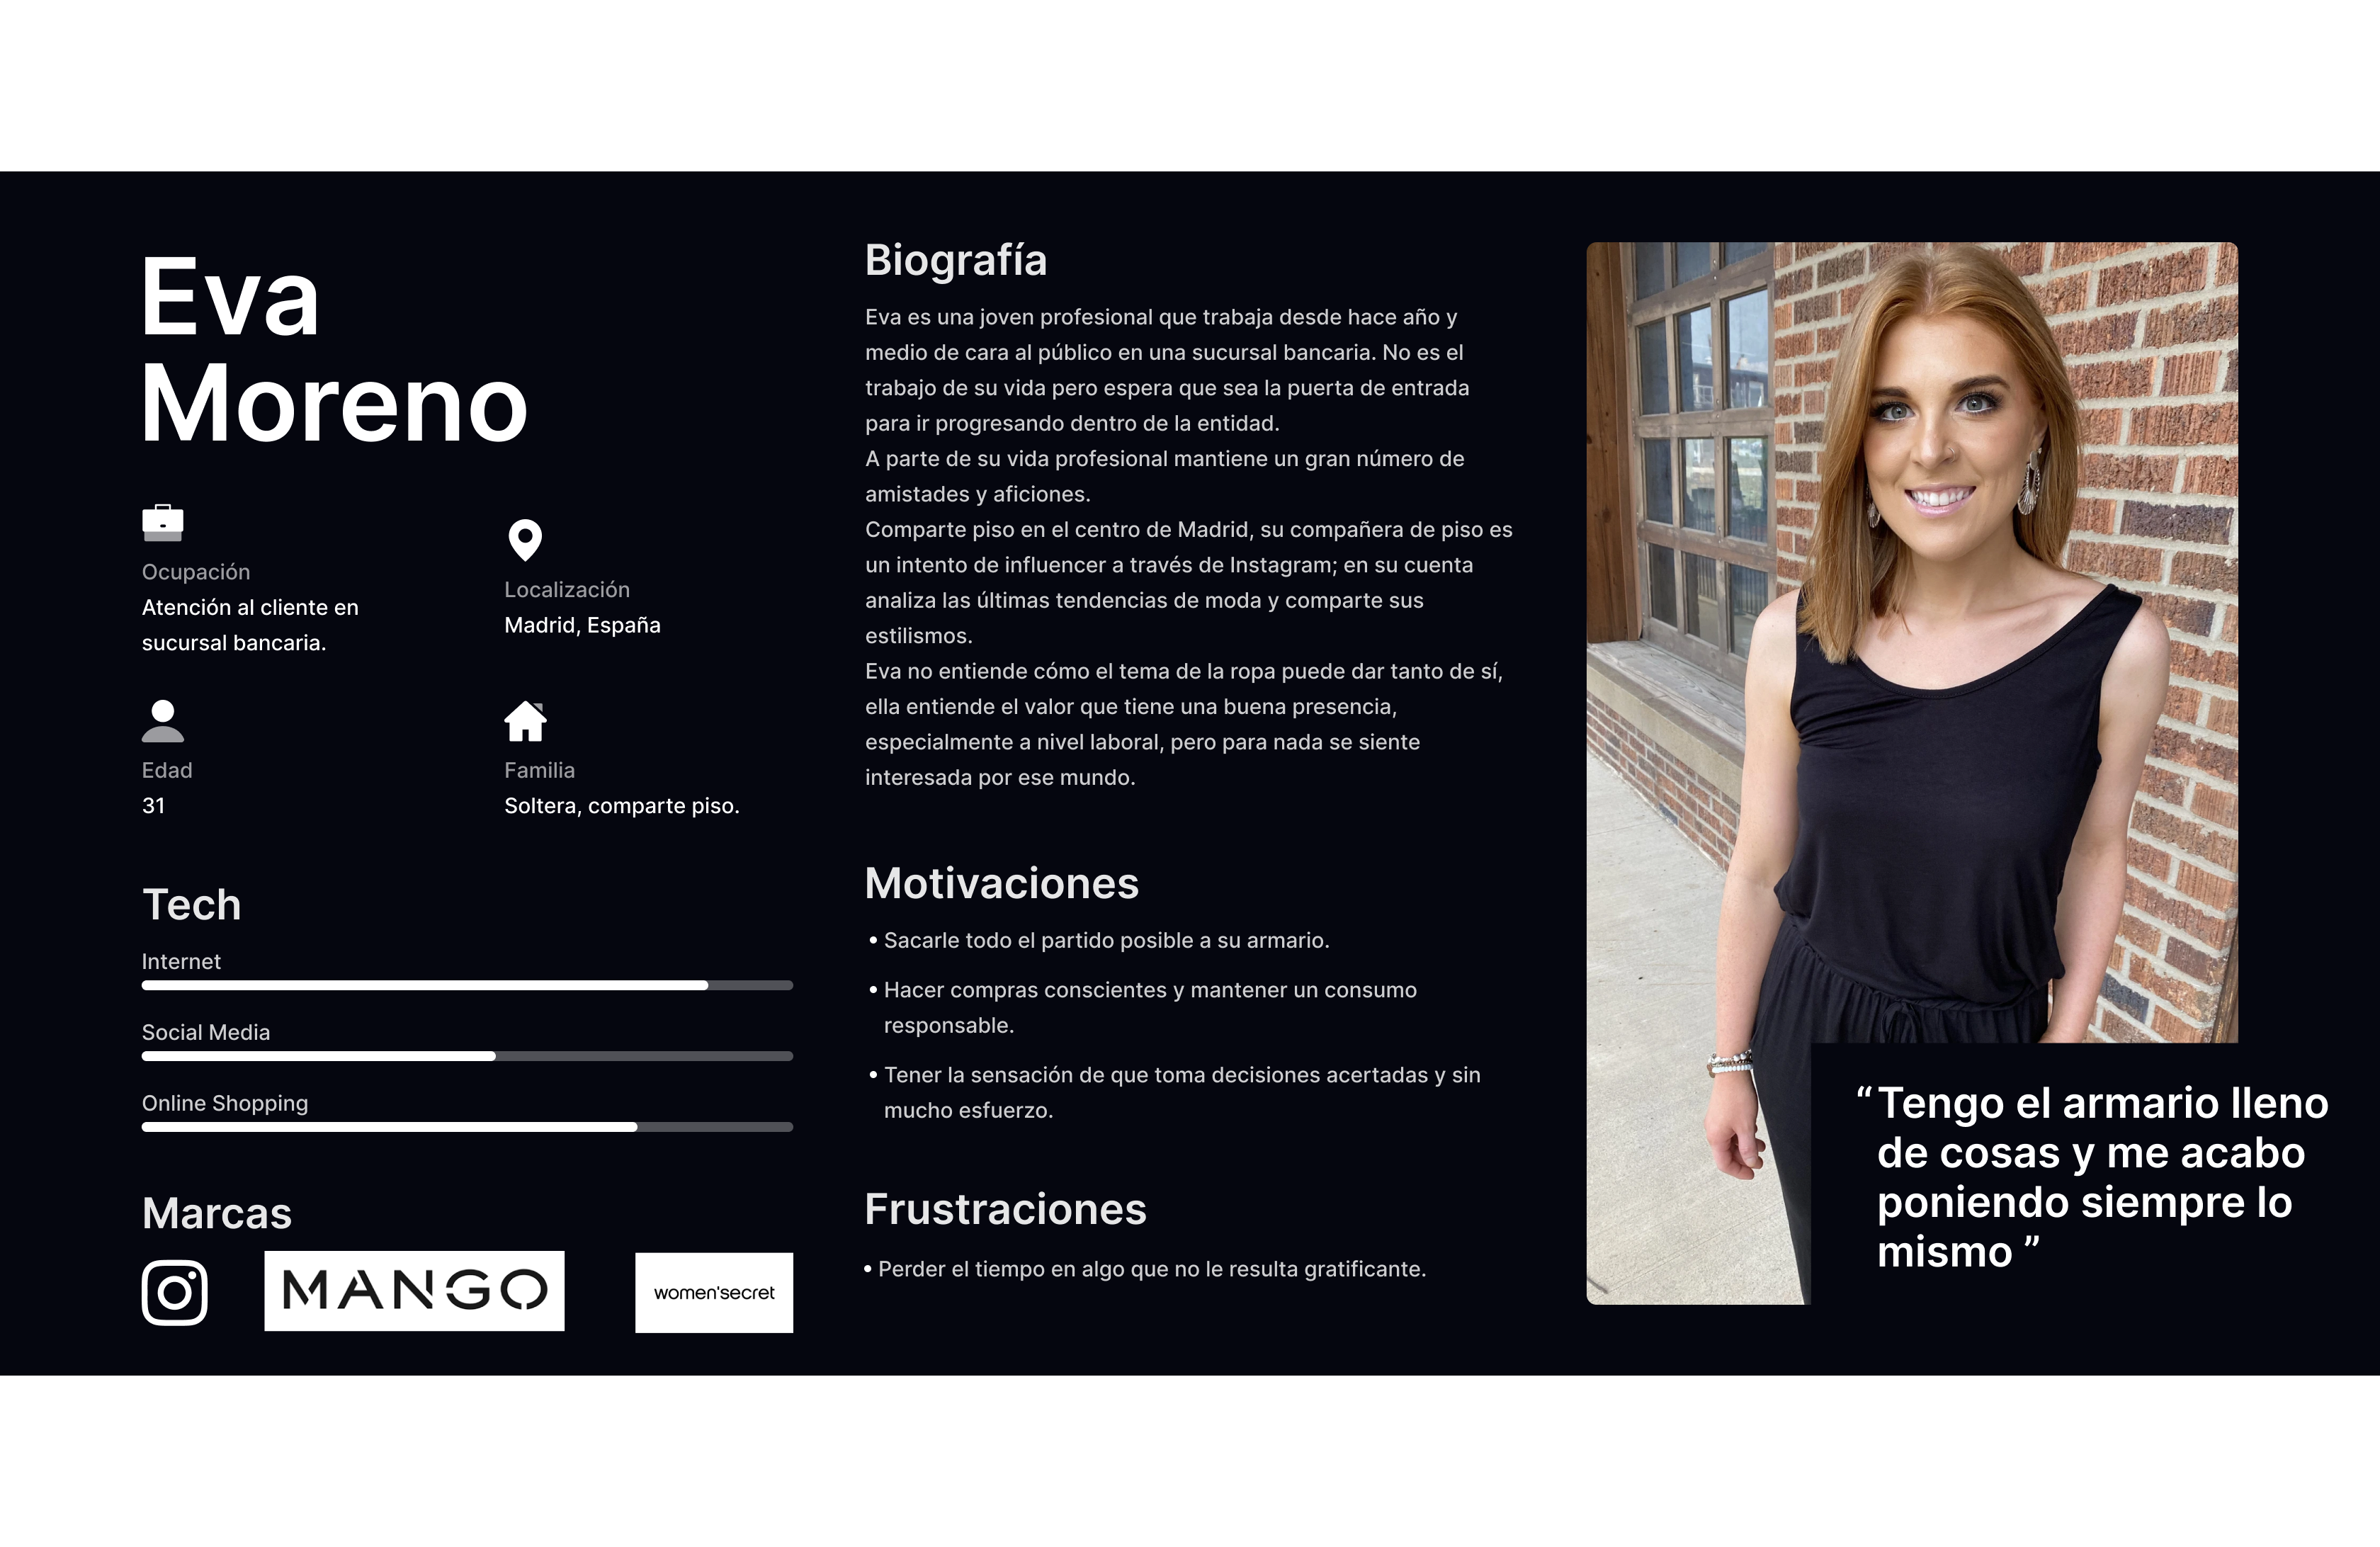 Eva
Moreno
Ocupación
Atención al cliente en
sucursal bancaria.
Localización
Madrid, España
Edad
31
Familia
Soltera, comparte piso.
Tech
Internet
Social Media
Online Shopping
Marcas
MANGO
women'secret
Biografía
Eva es una joven profesional que trabaja desde hace año y
medio de cara al público en una sucursal bancaria. No es el
trabajo de su vida pero espera que sea la puerta de entrada
para ir progresando dentro de la entidad.
A parte de su vida profesional mantiene un gran número de
amistades y aficiones.
Comparte piso en el centro de Madrid, su compañera de piso es
un intento de influencer a través de Instagram; en su cuenta
analiza las últimas tendencias de moda y comparte sus
estilismos.
Eva no entiende cómo el tema de la ropa puede dar tanto de sí,
ella entiende el valor que tiene una buena presencia,
especialmente a nivel laboral, pero para nada se siente
interesada por ese mundo.
Motivaciones
• Sacarle todo el partido posible a su armario.
• Hacer compras conscientes y mantener un consumo
responsable.
• Tener la sensación de que toma decisiones acertadas y sin
mucho esfuerzo.
Frustraciones
• Perder el tiempo en algo que no le resulta gratificante.
“Tengo el armario lleno
de cosas y me acabo
poniendo siempre lo
mismo ”